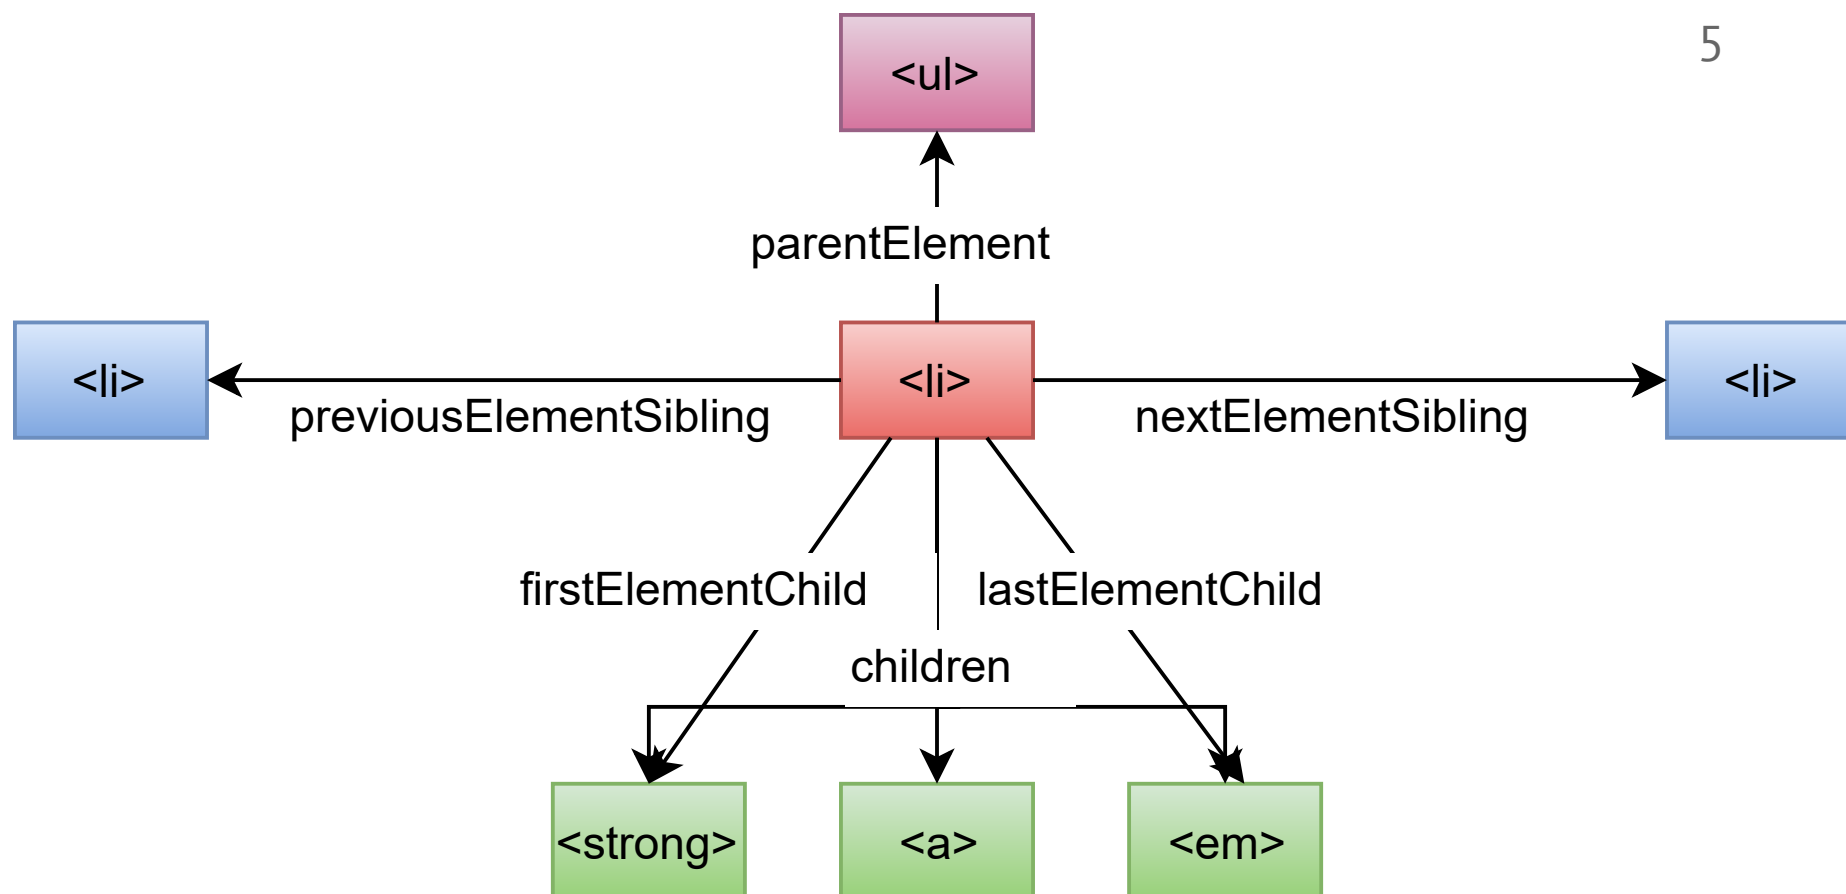 5
<ul>
parentElement
<li>
<li>
<li>
previousElementSibling
nextElementSibling
firstElementChild
lastElementChild
children
<strong>
<a>
<em>